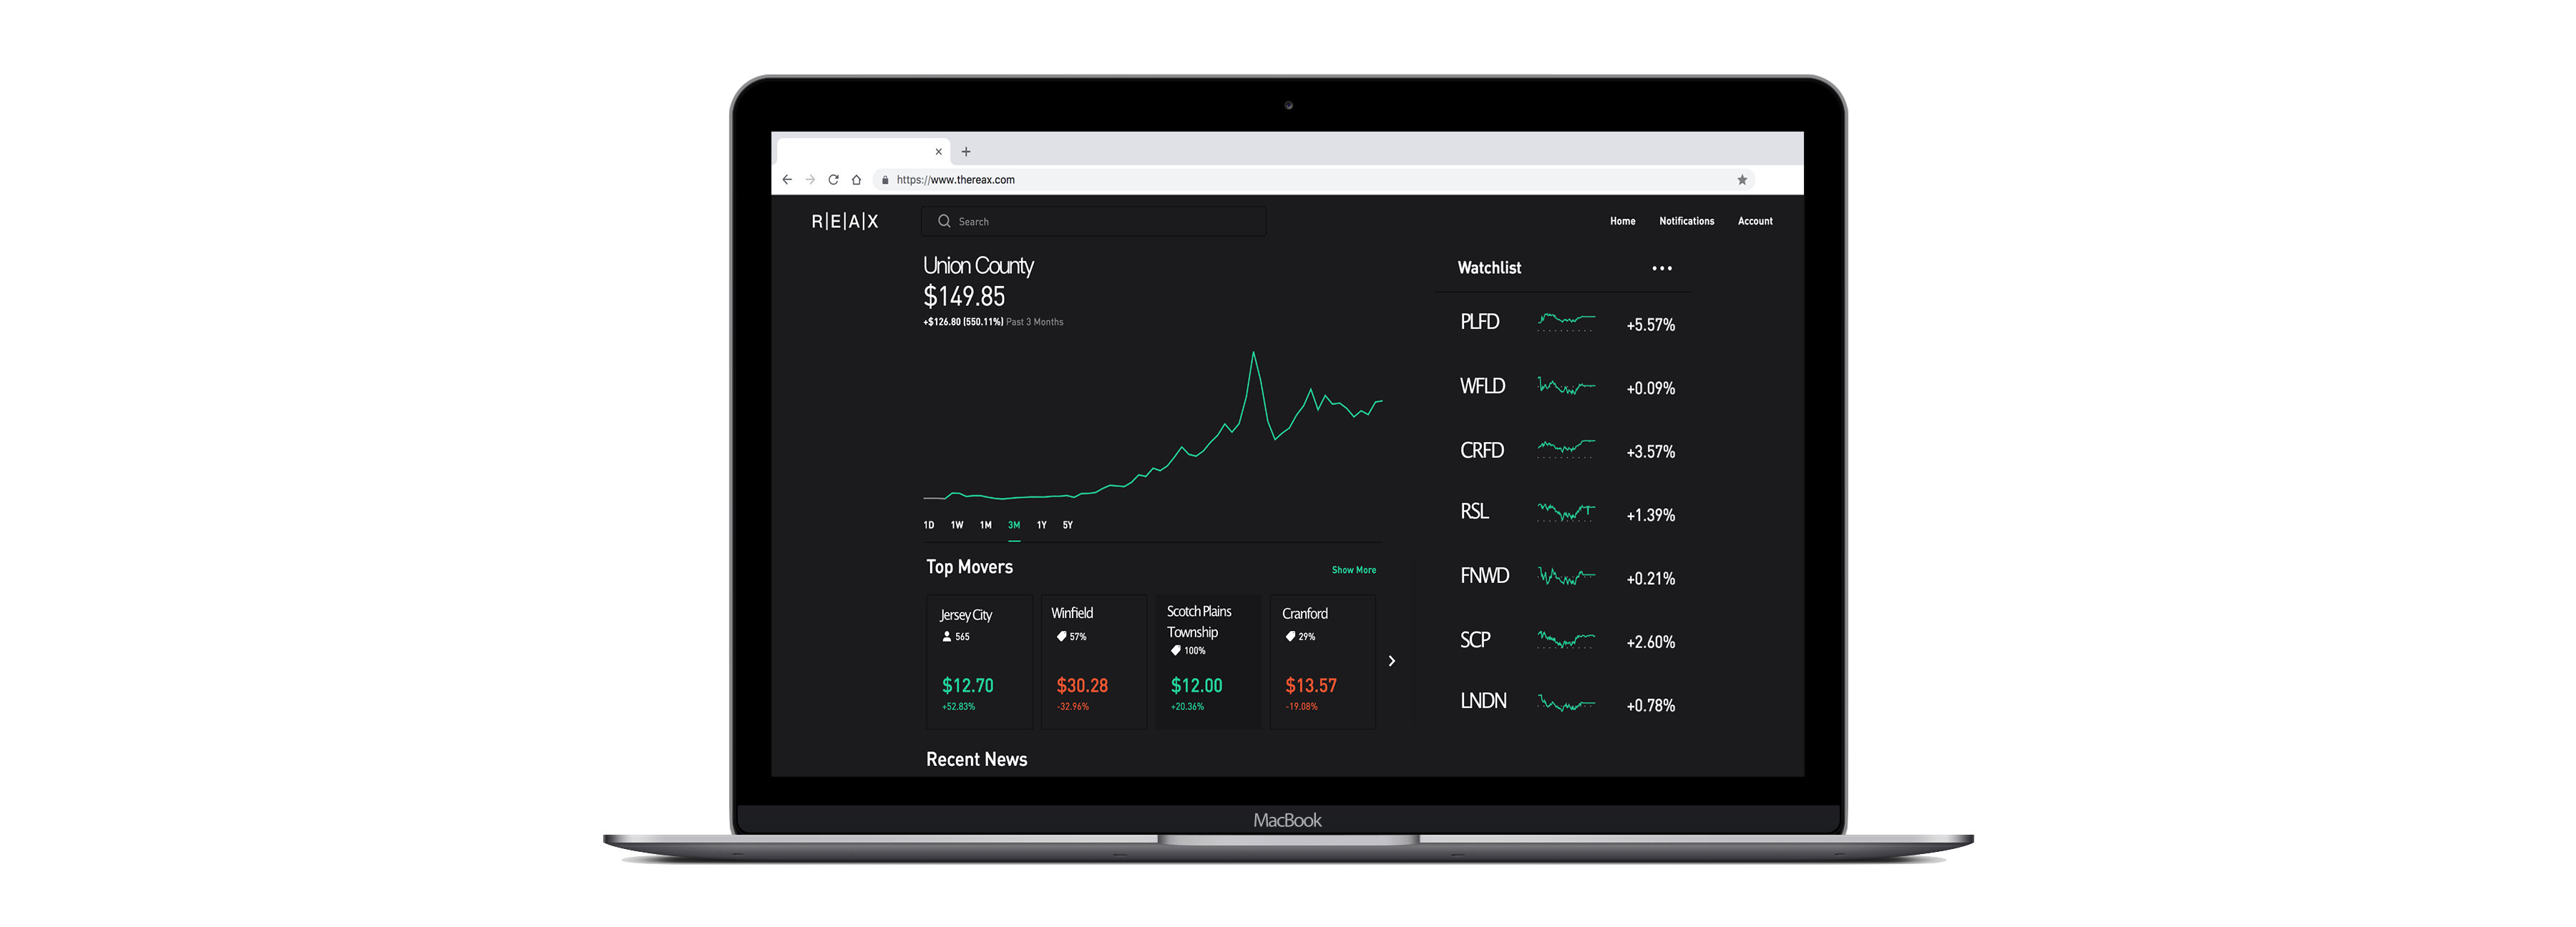 https://www.thereax.com
R|E|A|X
Search
Home Notifications Account
Union County
$149.85
+$126.80 (550.11%) Past 3 Months
1D 1W 1M 3M 1Y 5Y
Top Movers
Show More
Jersey City
565
$12.70
+52.83%
Winfield
57%
$30.28
-32.96%
Scotch Plains
Township
100%
$12.00
+20.36%
Cranford
29%
$13.57
-19.08%
Recent News
Watchlist
PLFD +5.57%
WFLD +0.09%
CRFD +3.57%
RSL +1.39%
FNWD +0.21%
SCP +2.60%
LNDN +0.78%
MacBook